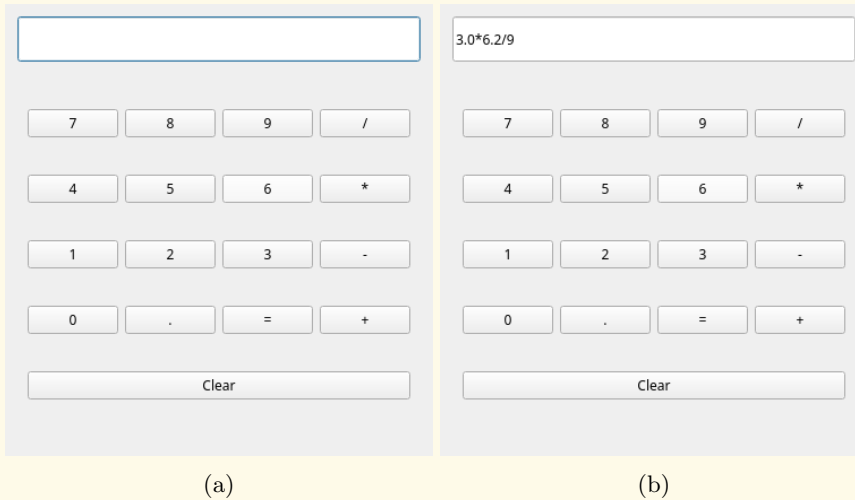 3.0*6.2/9
7 8 9 / 7 8 9 /
4 5 6 * 4 5 6 *
1 2 3 - 1 2 3 -
0 . = + 0 . = +
Clear Clear
(a) (b)